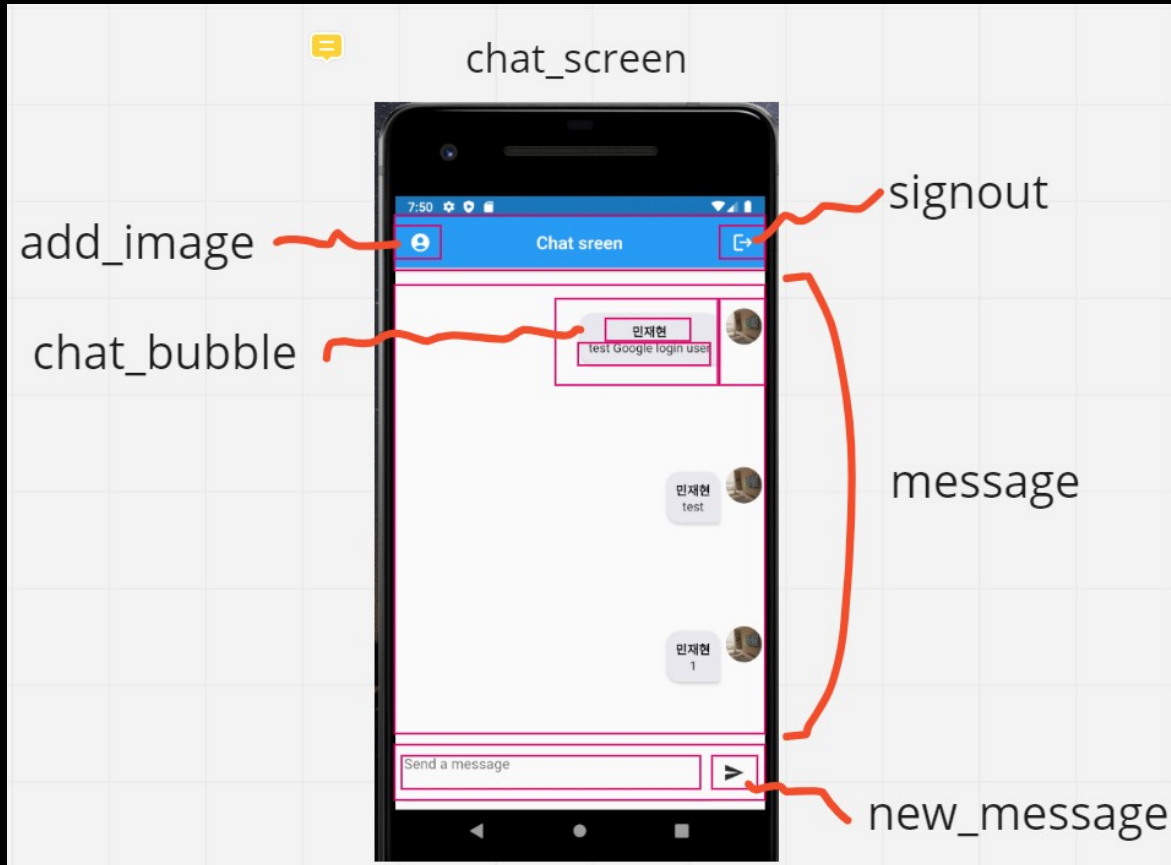 chat_screen
signout
7:50
add_image
Chat sreen
chat_bubble
민재현
test Google login user
message
민재현
test
민재현
1
Send a message
new_message